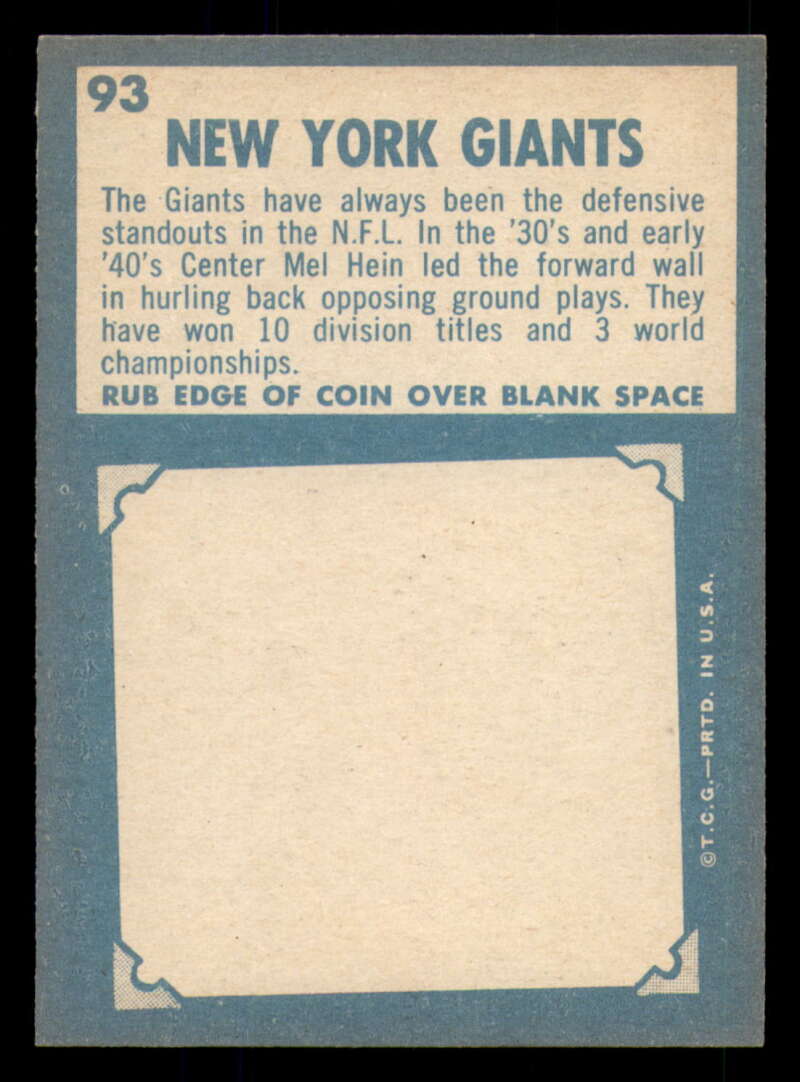 93
NEW YORK GIANTS
The Giants have always been the defensive
standouts in the N.F.L. In the '30's and early
'40's Center Mel Hein led the forward wall
in hurling back opposing ground plays. They
have won 10 division titles and 3 world
championships.
RUB EDGE OF COIN OVER BLANK SPACE
©T.C.G.—PRTD. IN U.S.A.